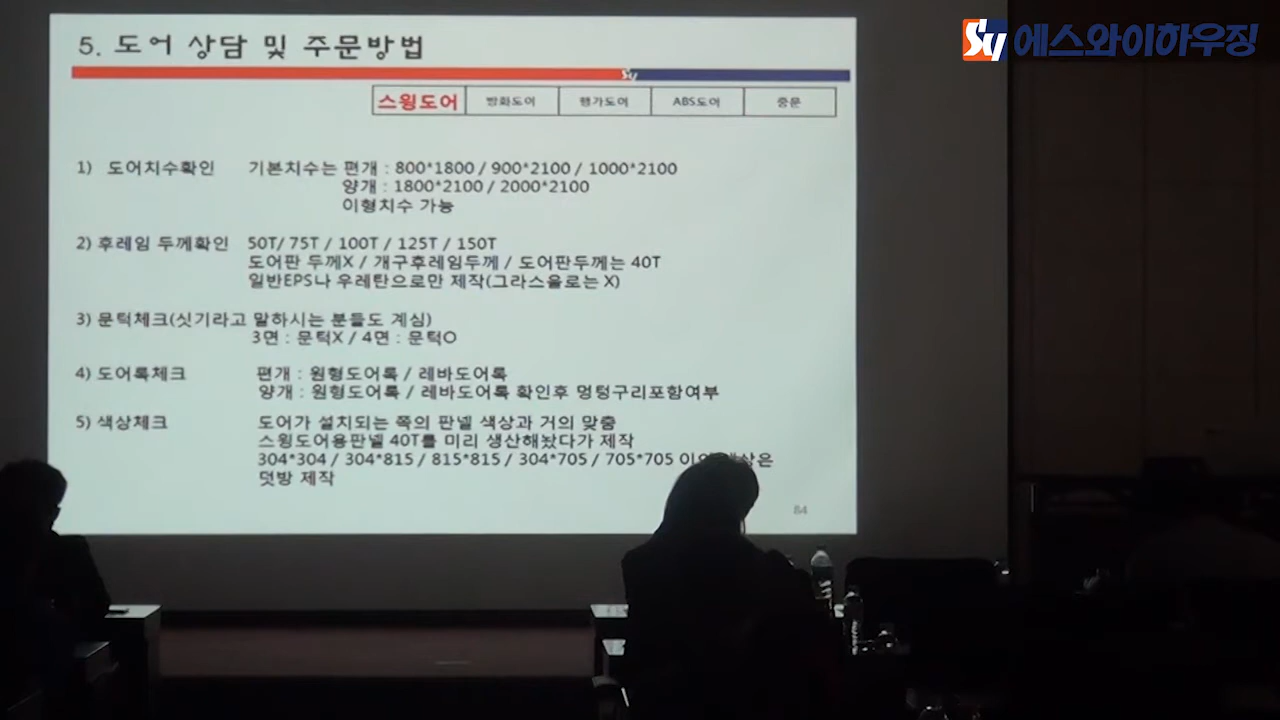 5. 도어 상담 및 주문방법
Sy 에스와이하우징
Sy
스윙도어 방화도어 행가도어 ABS도어 중문
1) 도어치수확인 기본치수는 편개 : 800*1800 / 900*2100 / 1000*2100
양개 : 1800*2100 / 2000*2100
이형치수 가능
2) 후레임 두께확인 50T/ 75T / 100T / 125T / 150T
도어판 두께X / 개구후레임두께 / 도어판두께는 40T
일반EPS나 우레탄으로만 제작(그라스울로는 X)
3) 문턱체크(싯기라고 말하시는 분들도 계심)
3면 : 문턱X / 4면 : 문턱O
4) 도어록체크 편개 : 원형도어록 / 레바도어록
양개 : 원형도어록 / 레바도어록 확인후 멍텅구리포함여부
5) 색상체크 도어가 설치되는 쪽의 판넬 색상과 거의 맞춤
스윙도어용판넬 40T를 미리 생산해놨다가 제작
304*304 / 304*815 / 815*815 / 304*705 / 705*705
덧방 제작
84